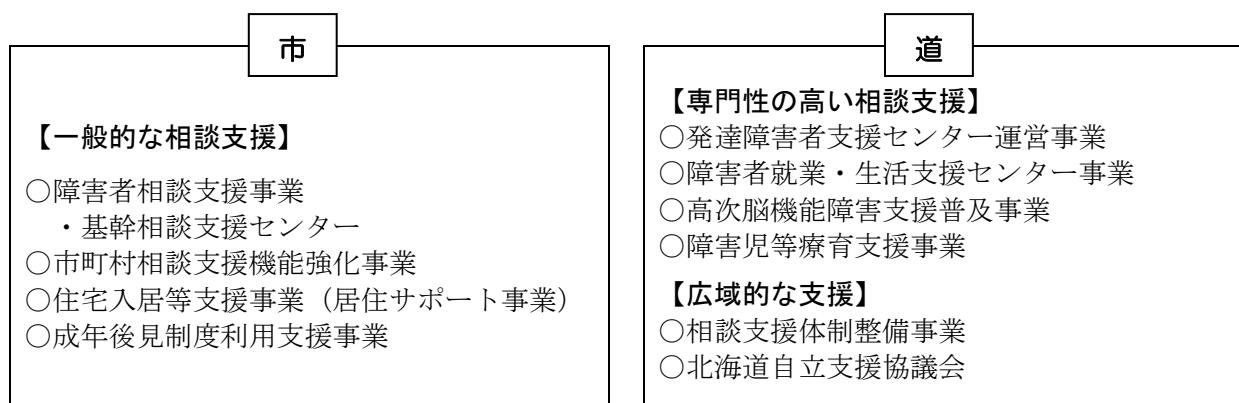 市
【一般的な相談支援】
○障害者相談支援事業
・基幹相談支援センター
○市町村相談支援機能強化事業
○住宅入居等支援事業（居住サポート事業）
○成年後見制度利用支援事業
道
【専門性の高い相談支援】
○発達障害者支援センター運営事業
○障害者就業・生活支援センター事業
○高次脳機能障害支援普及事業
○障害児等療育支援事業
【広域的な支援】
○相談支援体制整備事業
○北海道自立支援協議会